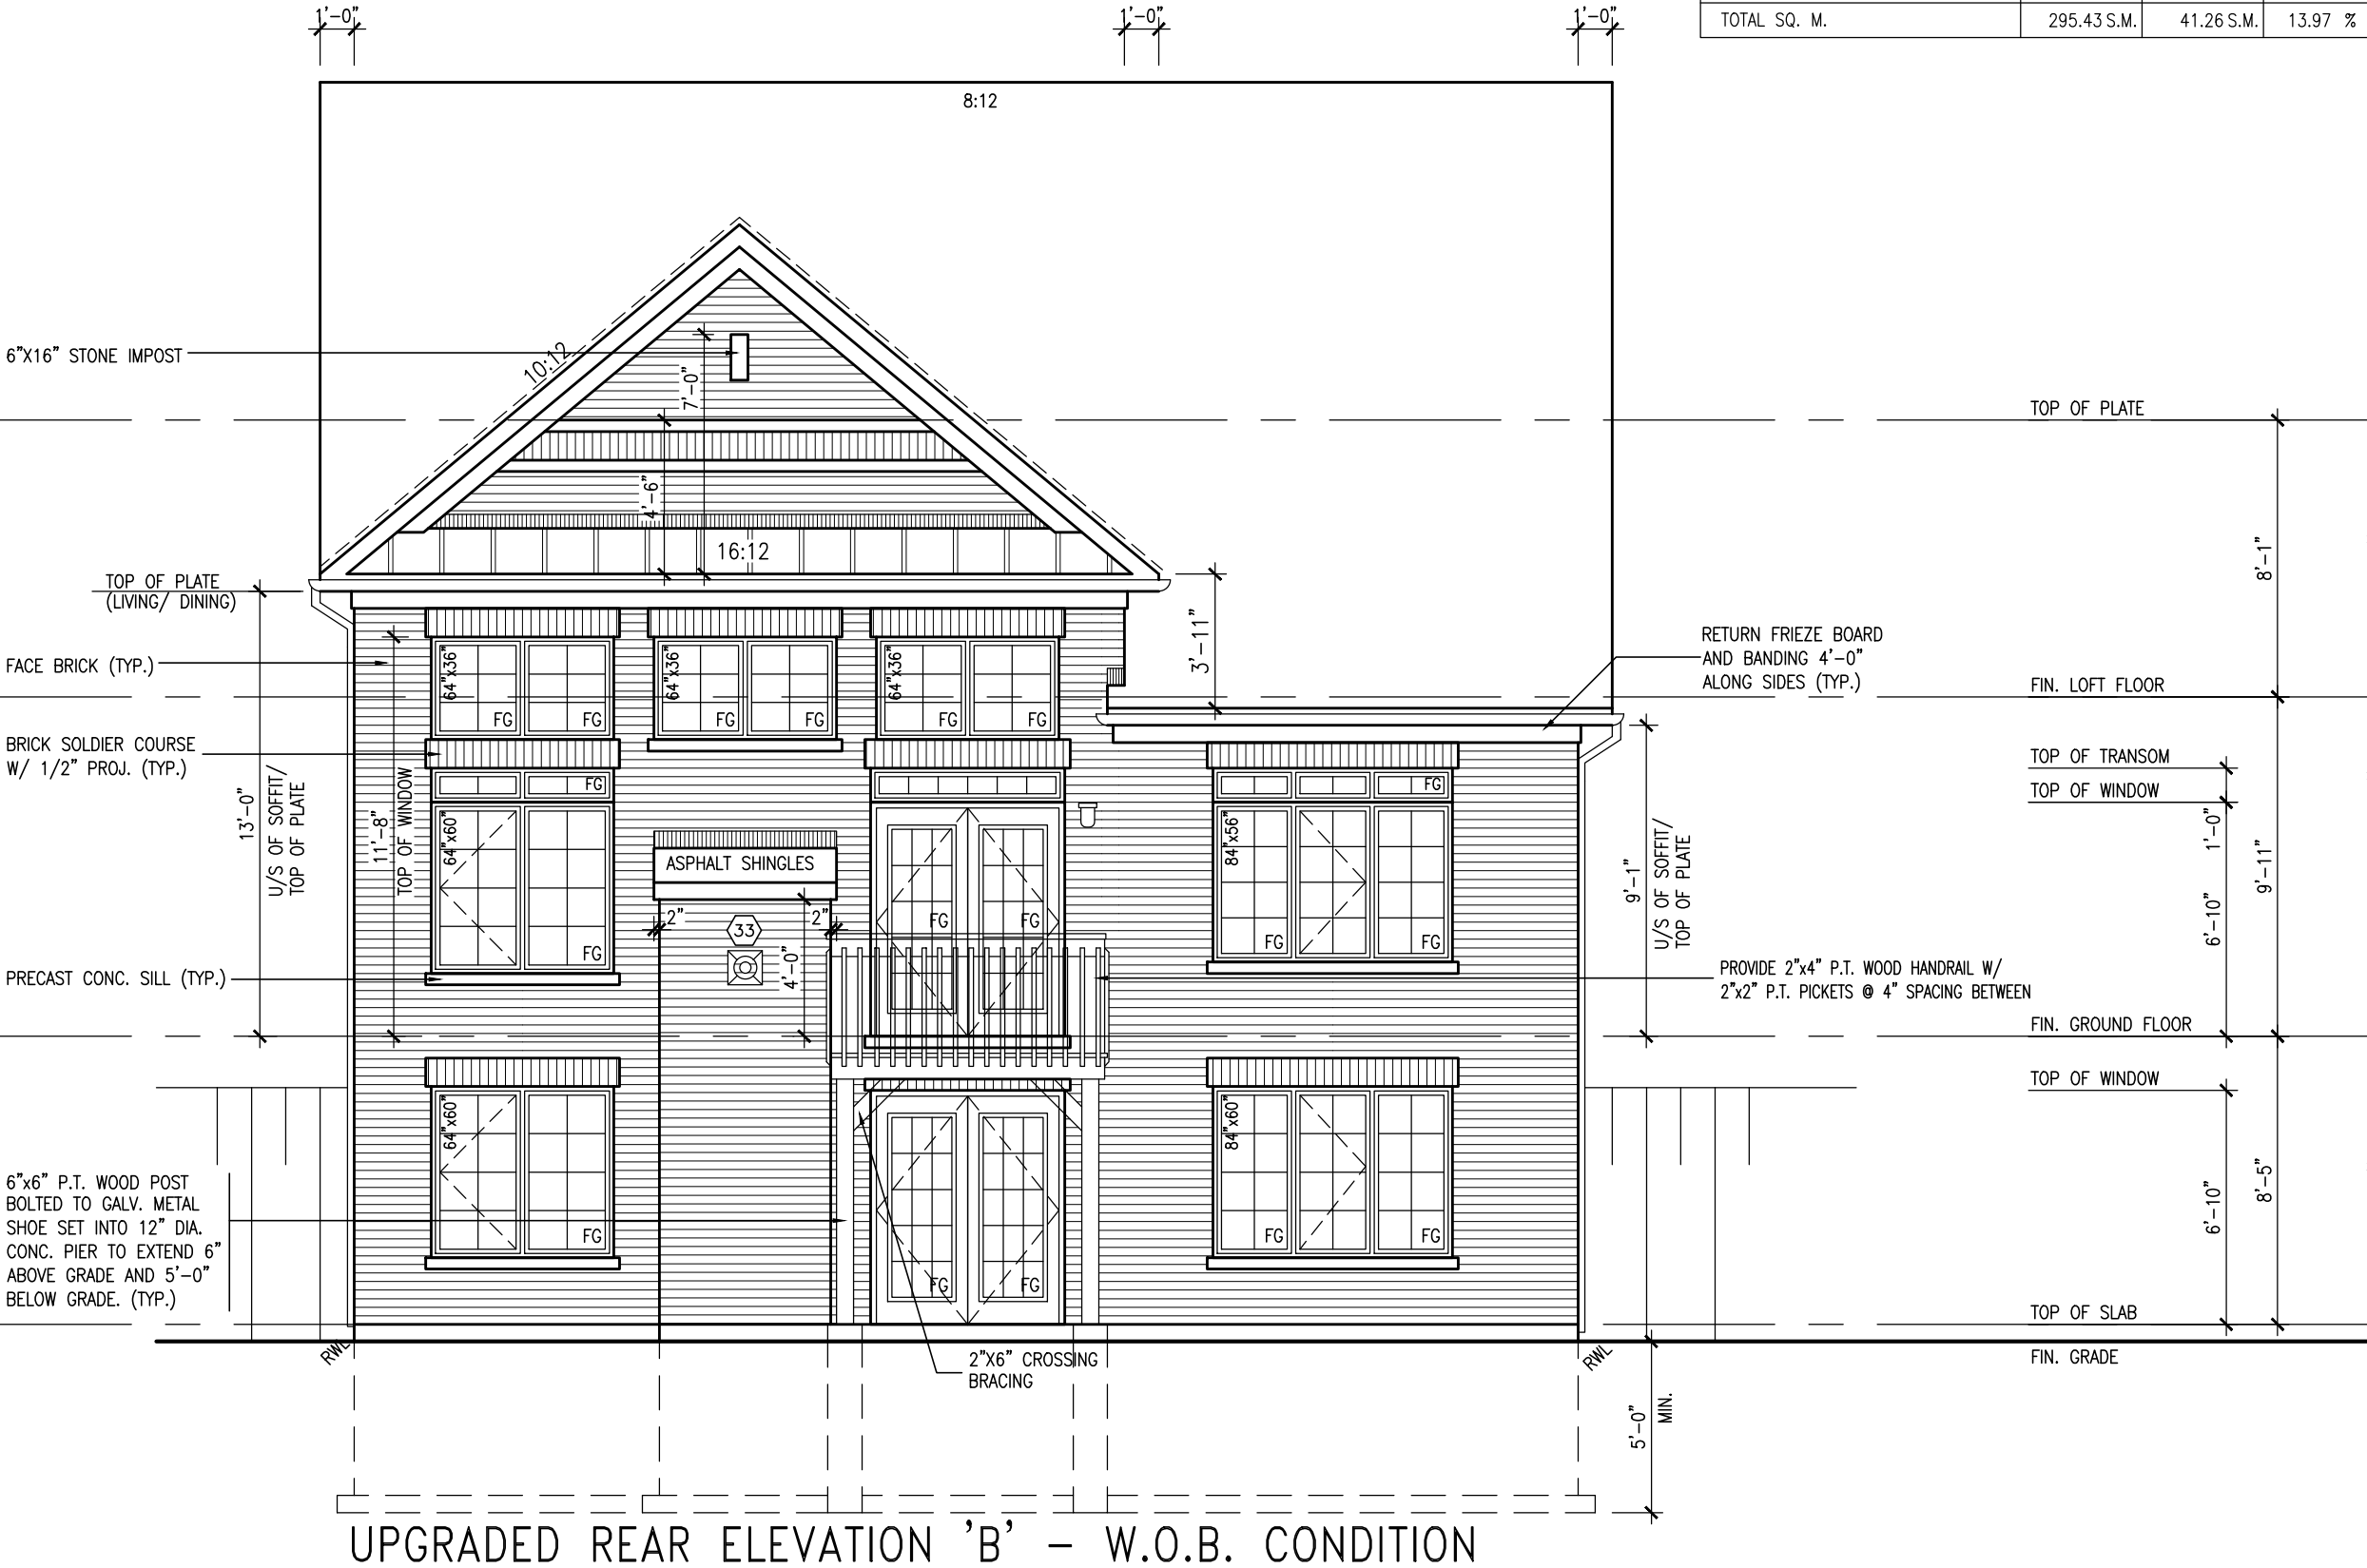 1'-0"
1'-0"
1'-0"
TOTAL SQ. M. 295.43 S.M. 41.26 S.M. 13.97 %
8:12
6"X16" STONE IMPOST
10:12
7'-0"
4'-6"
16:12
TOP OF PLATE
8'-1"
TOP OF PLATE
(LIVING/ DINING)
3'-11"
RETURN FRIEZE BOARD
AND BANDING 4'-0"
ALONG SIDES (TYP.)
FACE BRICK (TYP.)
64"x36"
64"x36"
64"x36"
FG FG FG FG FG FG
FIN. LOFT FLOOR
BRICK SOLDIER COURSE
W/ 1/2" PROJ. (TYP.)
TOP OF TRANSOM
TOP OF WINDOW
FG
FG
13'-0"
U/S OF SOFFIT/
TOP OF PLATE
11'-8"
TOP OF WINDOW
64"x60"
84"x56"
9'-1"
U/S OF SOFFIT/
TOP OF PLATE
1'-0"
6'-10"
9'-11"
ASPHALT SHINGLES
2"
2"
33
4'-0"
FG FG
FG
FG FG
PRECAST CONC. SILL (TYP.)
PROVIDE 2"x4" P.T. WOOD HANDRAIL W/
2"x2" P.T. PICKETS @ 4" SPACING BETWEEN
FIN. GROUND FLOOR
TOP OF WINDOW
64"x60"
84"x60"
6'-10"
8'-5"
6"x6" P.T. WOOD POST
BOLTED TO GALV. METAL
SHOE SET INTO 12" DIA.
CONC. PIER TO EXTEND 6"
ABOVE GRADE AND 5'-0"
BELOW GRADE. (TYP.)
FG
FG FG
FG FG
TOP OF SLAB
RWL
RWL
FIN. GRADE
2"X6" CROSSING
BRACING
5'-0"
MIN.
UPGRADED REAR ELEVATION 'B' - W.O.B. CONDITION